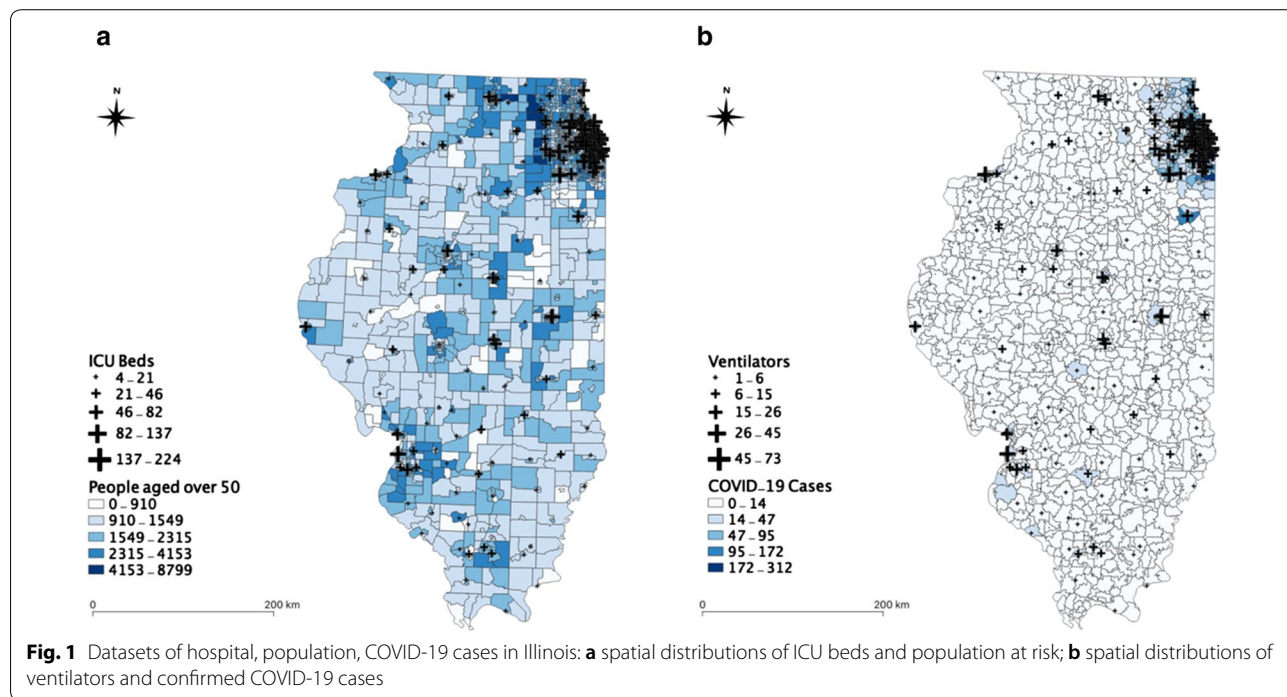 a
N
ICU Beds
4 – 21
21 – 46
46 – 82
82 – 137
137 – 224
People aged over 50
0 – 910
910 – 1549
1549 – 2315
2315 – 4153
4153 – 8799
0 200 km
b
N
Ventilators
1 – 6
6 – 15
15 – 26
26 – 45
45 – 73
COVID-19 Cases
0 – 14
14 – 47
47 – 95
95 – 172
172 – 312
0 200 km
Fig. 1 Datasets of hospital, population, COVID-19 cases in Illinois: a spatial distributions of ICU beds and population at risk; b spatial distributions of
ventilators and confirmed COVID-19 cases